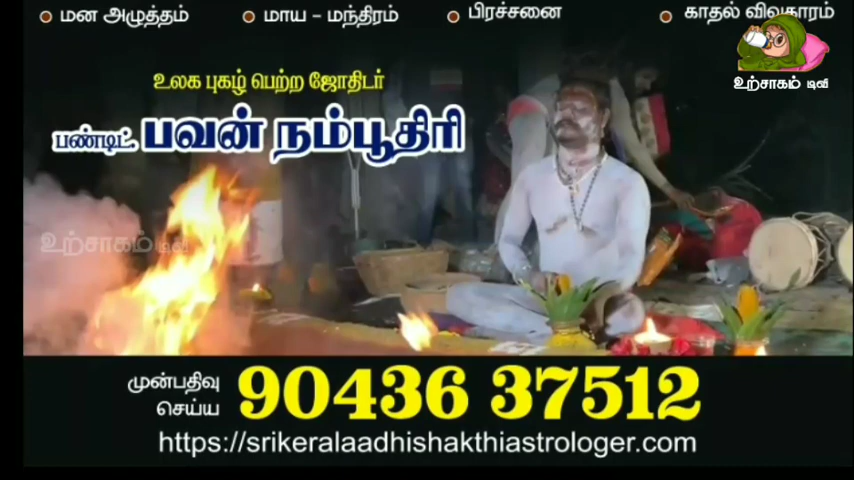 மன அழுத்தம்
மாய – மந்திரம்
பிரச்சனை
காதல் விவகாரம்
உற்சாகம் டிவி
உலக புகழ் பெற்ற ஜோதிடர்
பண்டிட். பவன் நம்பூதிரி
உற்சாகம் டிவி
முன்பதிவு
செய்ய
90436 37512
https://srikeralaadhishakthiastrologer.com